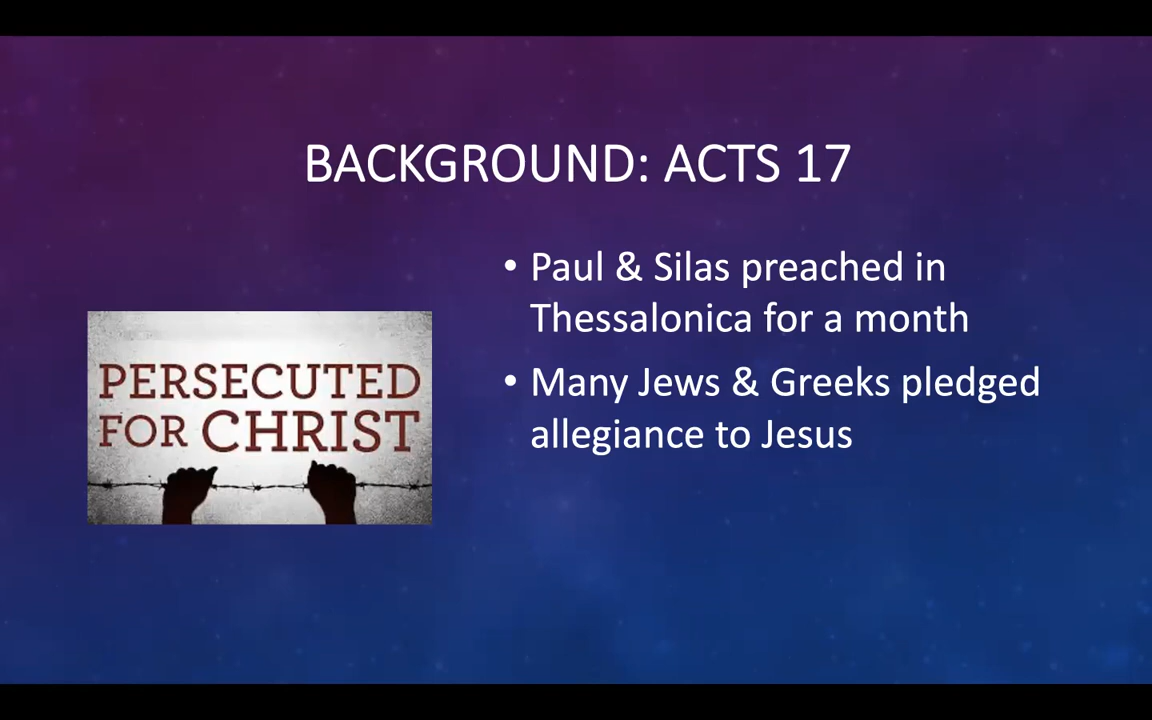 BACKGROUND: ACTS 17
PERSECUTED
FOR CHRIST
• Paul & Silas preached in
Thessalonica for a month
• Many Jews & Greeks pledged
allegiance to Jesus